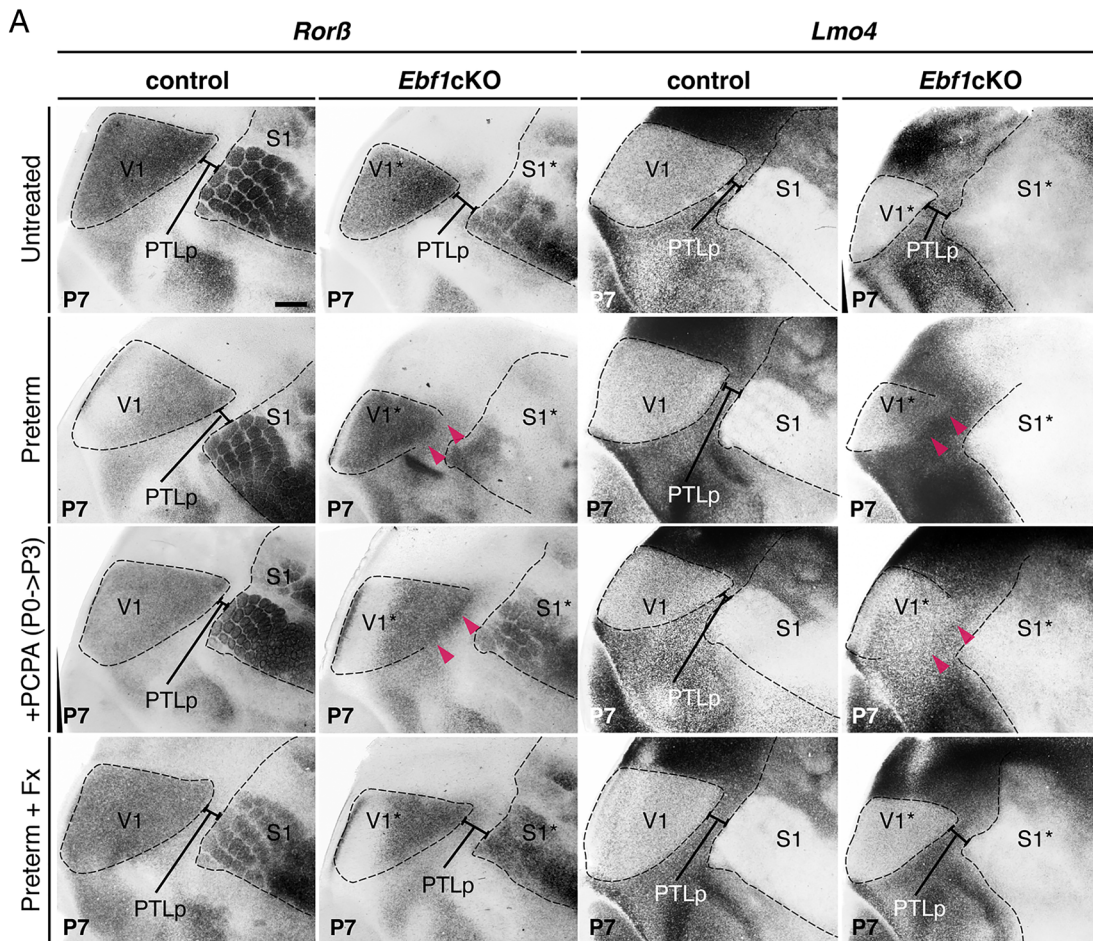 A
Rorß Lmo4
control Ebf1cKO control Ebf1cKO
Untreated
V1 PTLp S1 P7
V1* PTLp S1* P7
V1 PTLp S1 P7
V1* PTLp S1* P7
Preterm
V1 PTLp S1 P7
V1* S1* P7
V1 PTLp S1 P7
V1* S1* P7
+PCPA (P0->P3)
V1 PTLp S1 P7
V1* S1* P7
V1 PTLp S1 P7
V1* S1* P7
Preterm + Fx
V1 PTLp S1 P7
V1* PTLp S1* P7
V1 PTLp S1 P7
V1* PTLp S1* P7